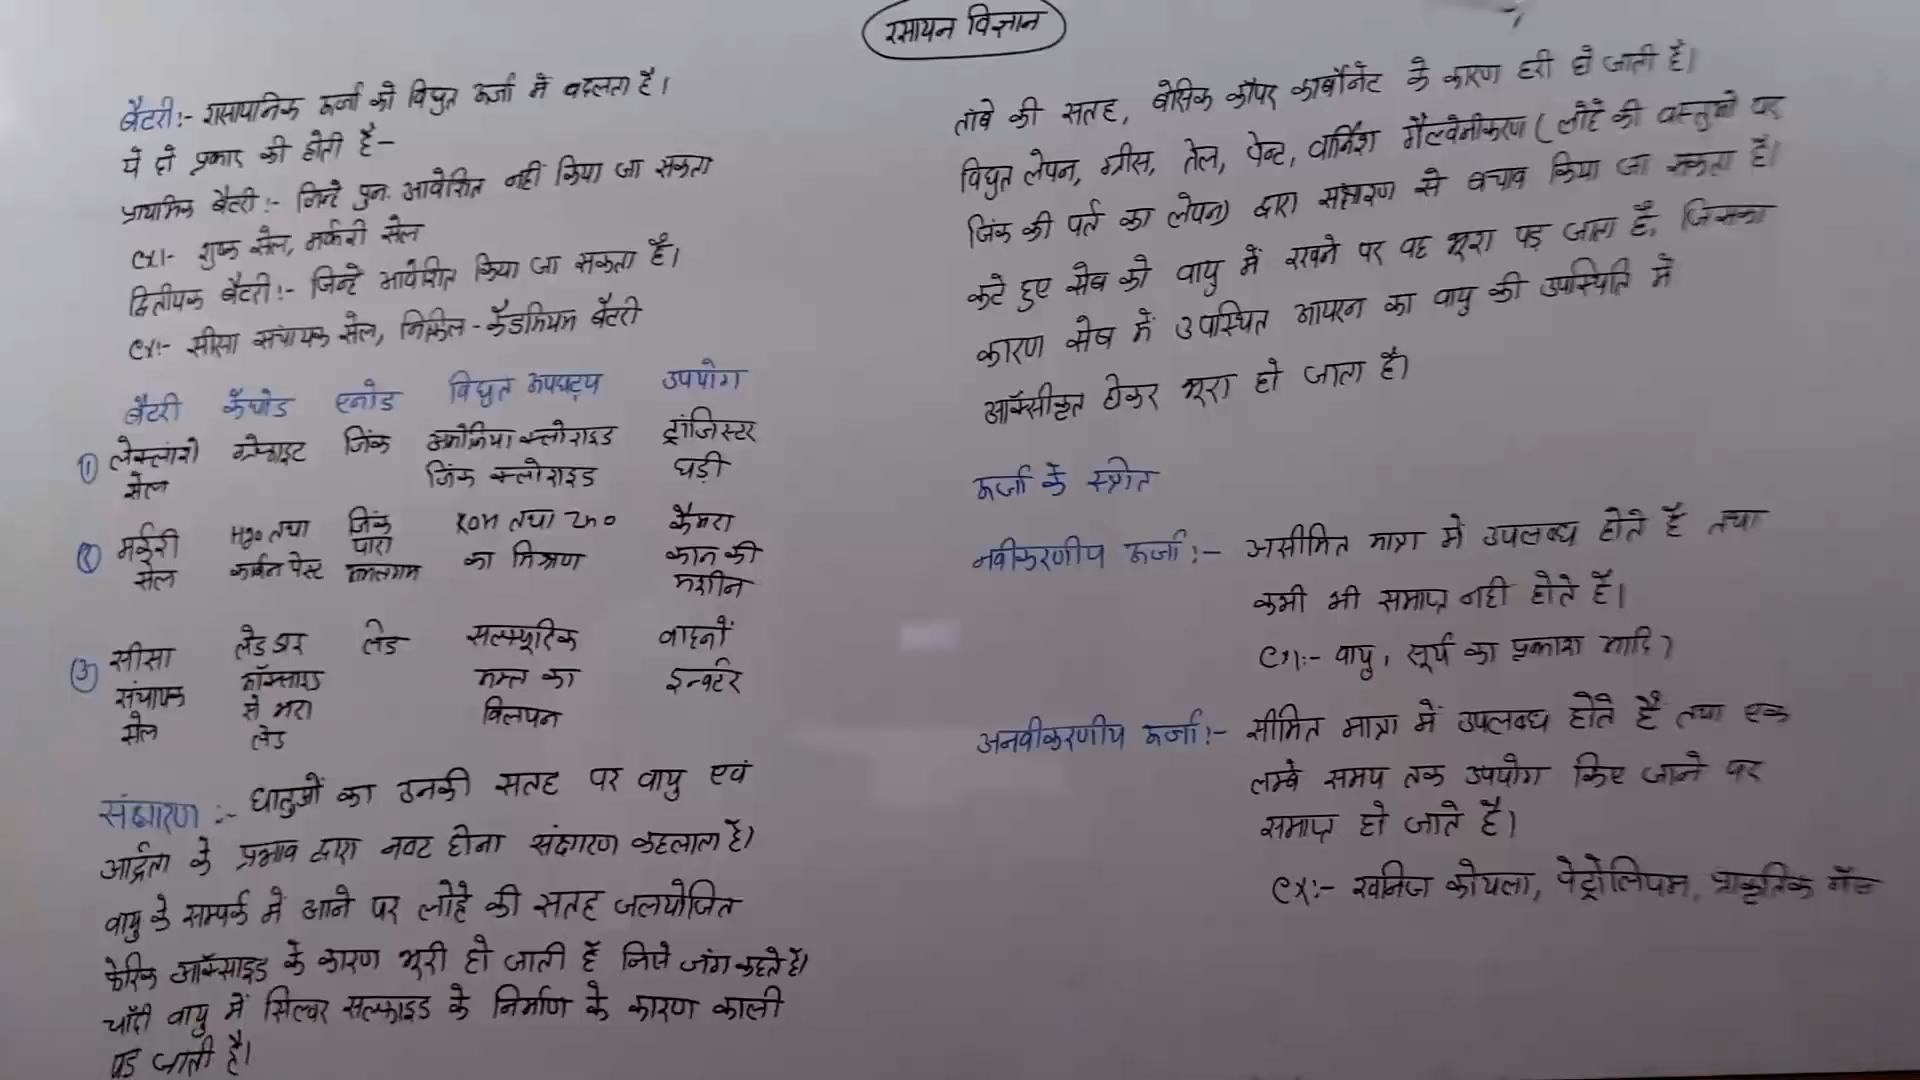 रसायन विज्ञान
बैटरी:- रासायनिक ऊर्जा को विद्युत ऊर्जा में बदलता है।
ये दो प्रकार की होती है-
प्राथमिक बैटरी:- जिन्हे पुन. आवेशित नहीं किया जा सकता
ex।- शुष्क सेल, मर्करी सेल
द्वितीयक बैटरी:- जिन्हे आवेशित किया जा सकता है।
ex:- सीसा संचायक सेल, निकिल-कैडमियम बैटरी
बैटरी कैथोड एनोड विद्युत अपघट्य उपयोग
① लेक्लांशे ग्रेफाइट जिंक अमोनिया क्लोराइड ट्रांजिस्टर
सेल जिंक क्लोराइड घड़ी
② मर्करी Hgo तथा जिंक KOH तथा Zno कैमरा
सेल कार्बन पेस्ट पारा अमलगम का मिश्रण कान की
मशीन
③ सीसा लेड डाई लेड सल्फ्यूरिक वाहनों
संचायक ऑक्साइड अम्ल का इन्वर्टर
सेल से भरा विलयन
लेड
संक्षारण :- धातुओं का उनकी सतह पर वायु एवं
आर्द्रता के प्रभाव द्वारा नष्ट होना संक्षारण कहलाता है।
वायु के सम्पर्क में आने पर लोहे की सतह जलयोजित
फेरिक ऑक्साइड के कारण भूरी हो जाती हैं जिसे जंग कहते हैं।
चाँदी वायु में सिल्वर सल्फाइड के निर्माण के कारण काली
पड़ जाती है।
तांबे की सतह, बेसिक कॉपर कार्बोनेट के कारण हरी हो जाती है।
विद्युत लेपन, ग्रीस, तेल, पेन्ट, वार्निश गैल्वेनीकरण (लोहे की वस्तुओ पर
जिंक की पर्त का लेपन) द्वारा संक्षारण से बचाव किया जा सकता है।
कटे हुए सेब को वायु में रखने पर वह भूरा पड़ जाता है, जिसका
कारण सेब में उपस्थित आयरन का वायु की उपस्थिति में
ऑक्सीकृत होकर भूरा हो जाता है।
ऊर्जा के स्त्रोत
नवीकरणीय ऊर्जा:- असीमित मात्रा में उपलब्ध होते हैं तथा
कभी भी समाप्त नही होते हैं।
ex:- वायु, सूर्य का प्रकाश आदि।
अनवीकरणीय ऊर्जा:- सीमित मात्रा में उपलब्ध होते है तथा एक
लम्बे समय तक उपयोग किए जाने पर
समाप्त हो जाते है।
ex:- खनिज कोयला, पेट्रोलियम, प्राकृतिक गैस